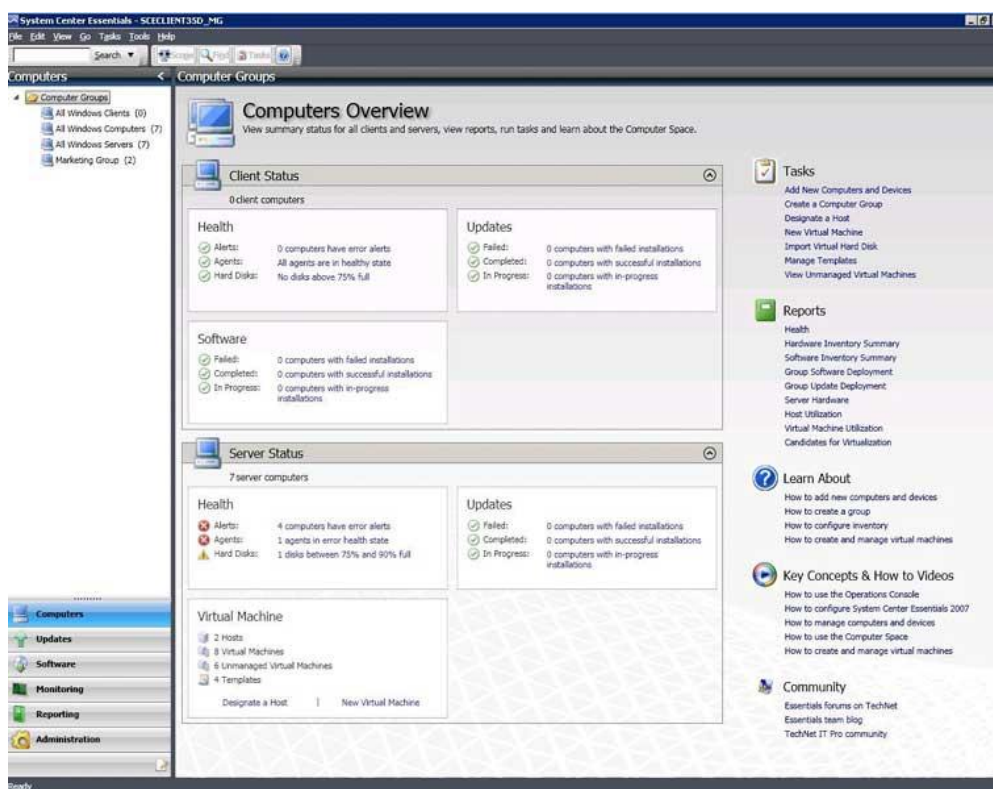 System Center Essentials - SCECLIENT35D_MG
File Edit View Go Tasks Tools Help
Search Scope Find Tasks
Computers
Computer Groups
All Windows Clients (0)
All Windows Computers (7)
All Windows Servers (7)
Marketing Group (2)
Computers
Updates
Software
Monitoring
Reporting
Administration
Computer Groups
Computers Overview
View summary status for all clients and servers, view reports, run tasks and learn about the Computer Space.
Client Status
0 client computers
Health
Alerts: 0 computers have error alerts
Agents: All agents are in healthy state
Hard Disks: No disks above 75% full
Updates
Failed: 0 computers with failed installations
Completed: 0 computers with successful installations
In Progress: 0 computers with in-progress
installations
Software
Failed: 0 computers with failed installations
Completed: 0 computers with successful installations
In Progress: 0 computers with in-progress
installations
Server Status
7 server computers
Health
Alerts: 4 computers have error alerts
Agents: 1 agents in error health state
Hard Disks: 1 disks between 75% and 90% full
Updates
Failed: 0 computers with failed installations
Completed: 0 computers with successful installations
In Progress: 0 computers with in-progress
installations
Virtual Machine
2 Hosts
8 Virtual Machines
6 Unmanaged Virtual Machines
4 Templates
Designate a Host | New Virtual Machine
Tasks
Add New Computers and Devices
Create a Computer Group
Designate a Host
New Virtual Machine
Import Virtual Hard Disk
Manage Templates
View Unmanaged Virtual Machines
Reports
Health
Hardware Inventory Summary
Software Inventory Summary
Group Software Deployment
Group Update Deployment
Server Hardware
Host Utilization
Virtual Machine Utilization
Candidates for Virtualization
Learn About
How to add new computers and devices
How to create a group
How to configure inventory
How to create and manage virtual machines
Key Concepts & How to Videos
How to use the Operations Console
How to configure System Center Essentials 2007
How to manage computers and devices
How to use the Computer Space
How to create and manage virtual machines
Community
Essentials forums on TechNet
Essentials team blog
TechNet IT Pro community
Ready